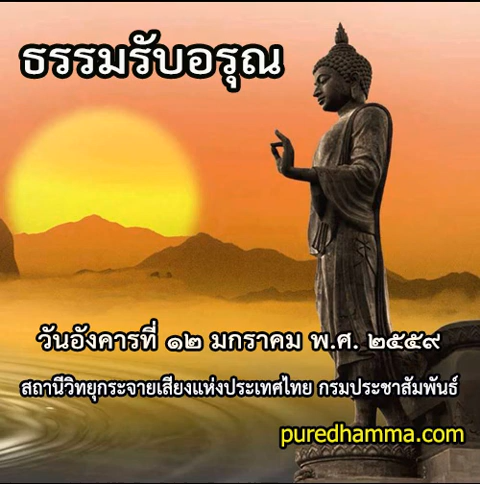 ธรรมรับอรุณ
วันอังคารที่ ๑๒ มกราคม พ.ศ. ๒๕๕๙
สถานีวิทยุกระจายเสียงแห่งประเทศไทย กรมประชาสัมพันธ์
puredhamma.com